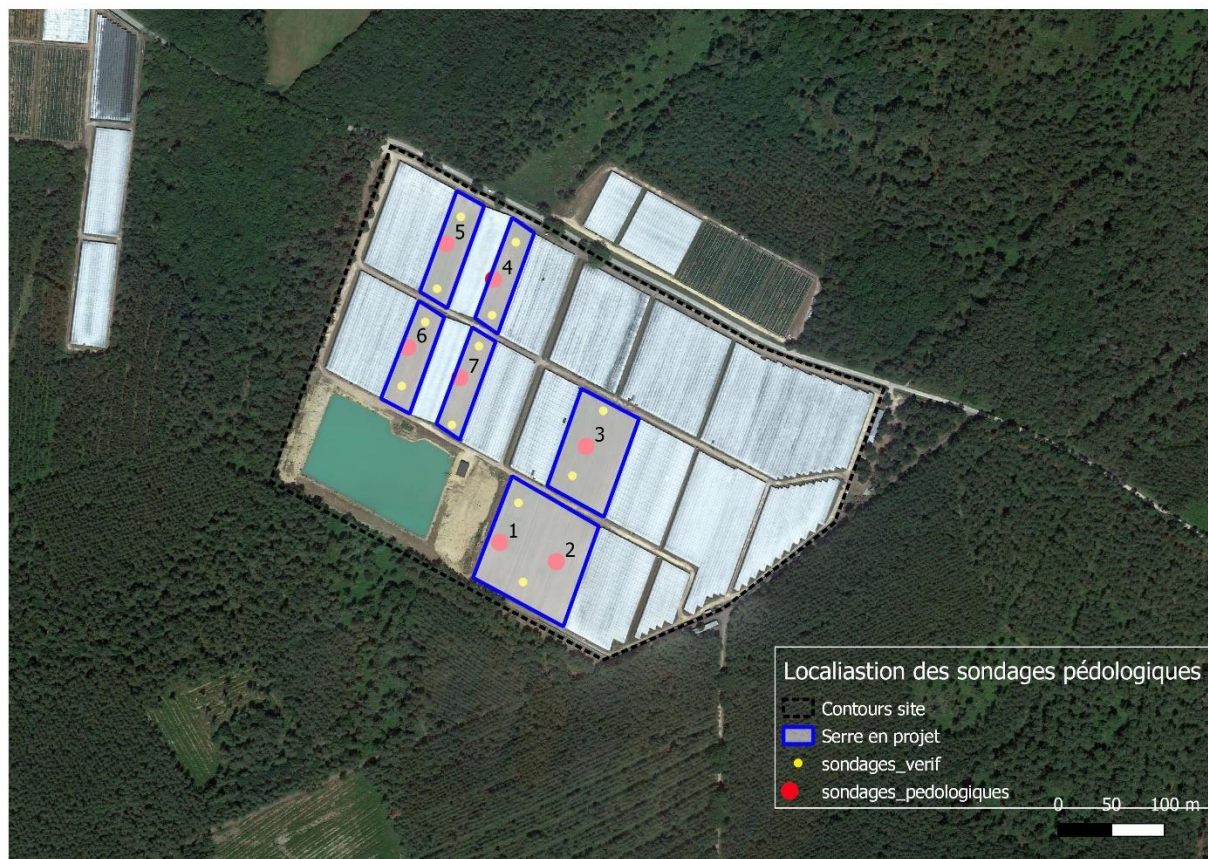 5
4
6
7
3
1
2
Localiastion des sondages pédologiques
Contours site
Serre en projet
sondages_verif
sondages_pedologiques
0 50 100 m